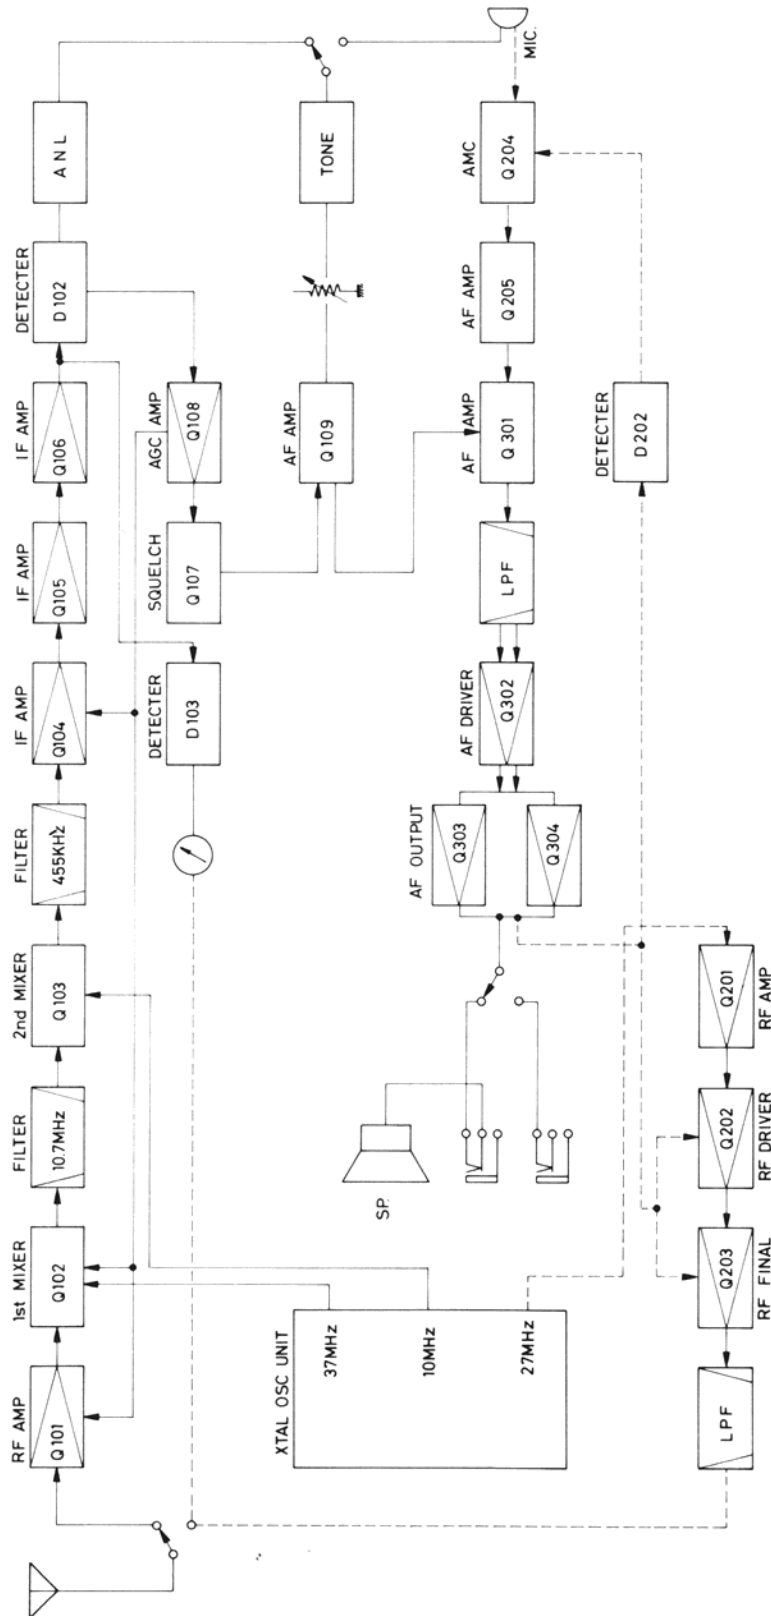 RF AMP
Q101
1st MIXER
Q102
FILTER
10.7MHz
2nd MIXER
Q103
FILTER
455KHz
IF AMP
Q104
IF AMP
Q105
IF AMP
Q106
DETECTER
D102
ANL
DETECTER
D103
SQUELCH
Q107
AGC AMP
Q108
AF AMP
Q109
TONE
XTAL OSC UNIT
37MHz
10MHz
27MHz
SP.
AF OUTPUT
Q303
Q304
AF DRIVER
Q302
LPF
AF AMP
Q301
AF AMP
Q205
AMC
Q204
MIC.
DETECTER
D202
LPF
Q203
RF FINAL
Q202
RF DRIVER
Q201
RF AMP